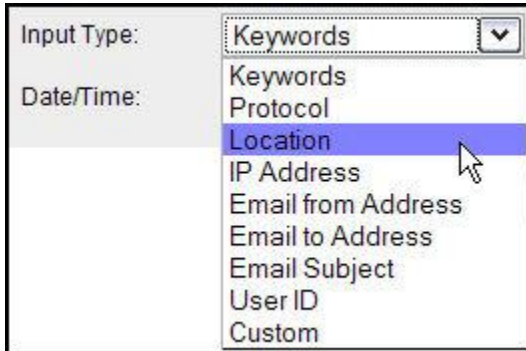 Input Type: Keywords
Keywords
Date/Time:
Protocol
Location
IP Address
Email from Address
Email to Address
Email Subject
User ID
Custom